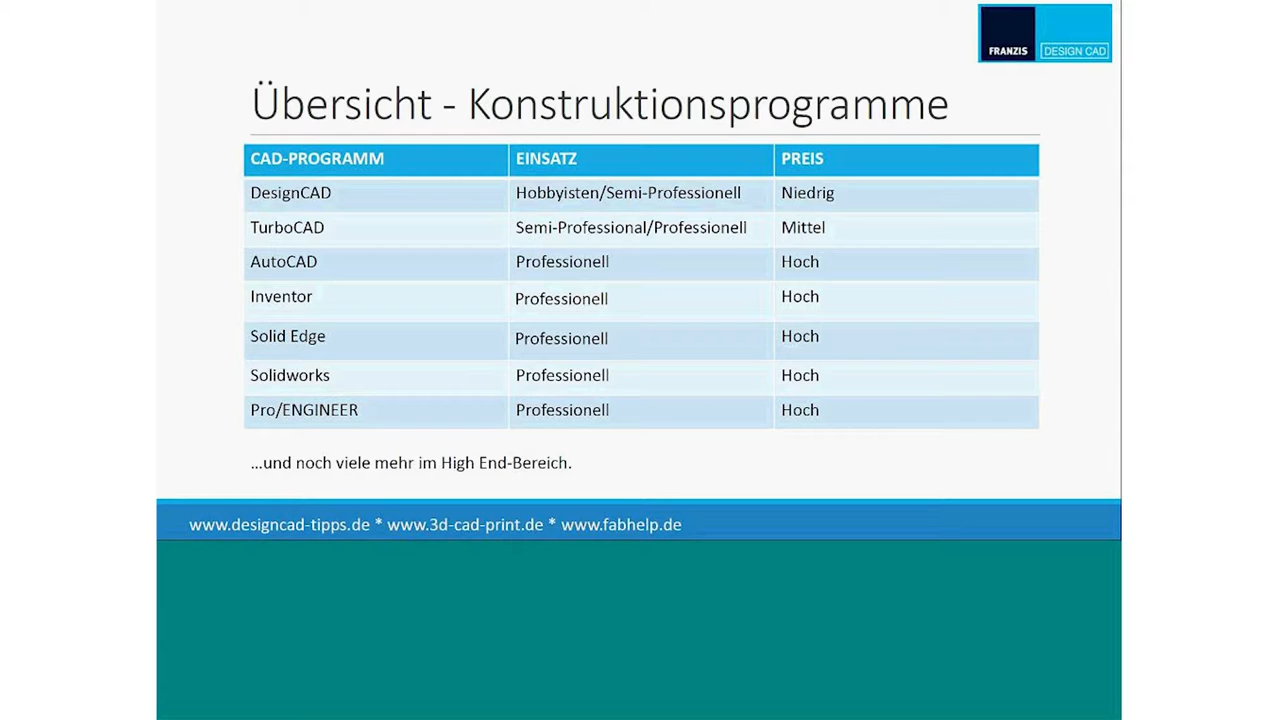 FRANZIS DESIGN CAD
Übersicht - Konstruktionsprogramme
CAD-PROGRAMM EINSATZ PREIS
DesignCAD Hobbyisten/Semi-Professionell Niedrig
TurboCAD Semi-Professional/Professionell Mittel
AutoCAD Professionell Hoch
Inventor Professionell Hoch
Solid Edge Professionell Hoch
Solidworks Professionell Hoch
Pro/ENGINEER Professionell Hoch
...und noch viele mehr im High End-Bereich.
www.designcad-tipps.de * www.3d-cad-print.de * www.fabhelp.de